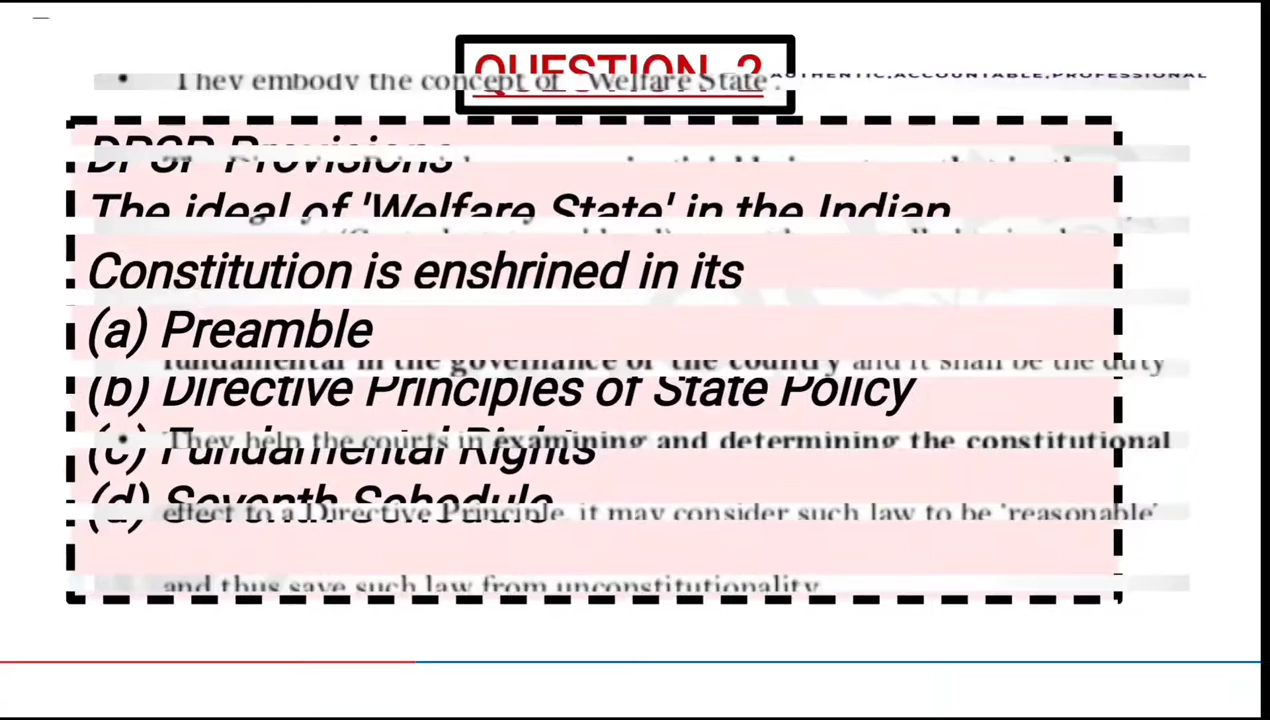 QUESTION 2
They embody the concept of 'Welfare State'.
AUTHENTIC,ACCOUNTABLE,PROFESSIONAL
DPSP Provisions
The ideal of 'Welfare State' in the Indian
Constitution is enshrined in its
(a) Preamble
fundamental in the governance of the country and it shall be the duty
(b) Directive Principles of State Policy
• They help the courts in examining and determining the constitutional
(c) Fundamental Rights
(d) Seventh Schedule
effect to a Directive Principle, it may consider such law to be 'reasonable'
and thus save such law from unconstitutionality.